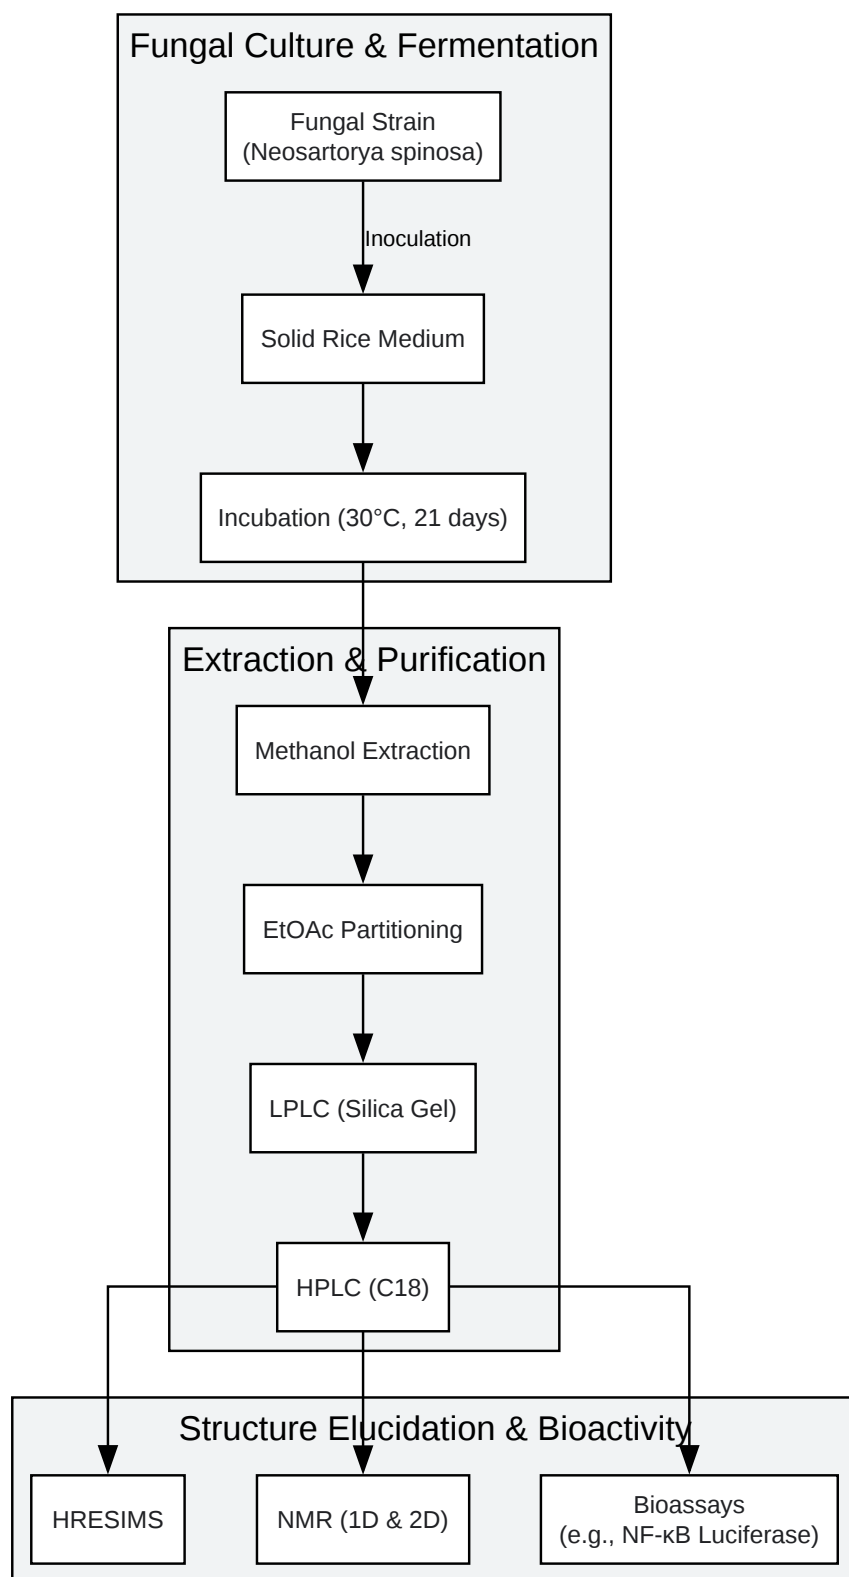 Fungal Culture & Fermentation
Fungal Strain
(Neosartorya spinosa)
Inoculation
Solid Rice Medium
Incubation (30°C, 21 days)
Extraction & Purification
Methanol Extraction
EtOAc Partitioning
LPLC (Silica Gel)
HPLC (C18)
Structure Elucidation & Bioactivity
HRESIMS
NMR (1D & 2D)
Bioassays
(e.g., NF-κB Luciferase)